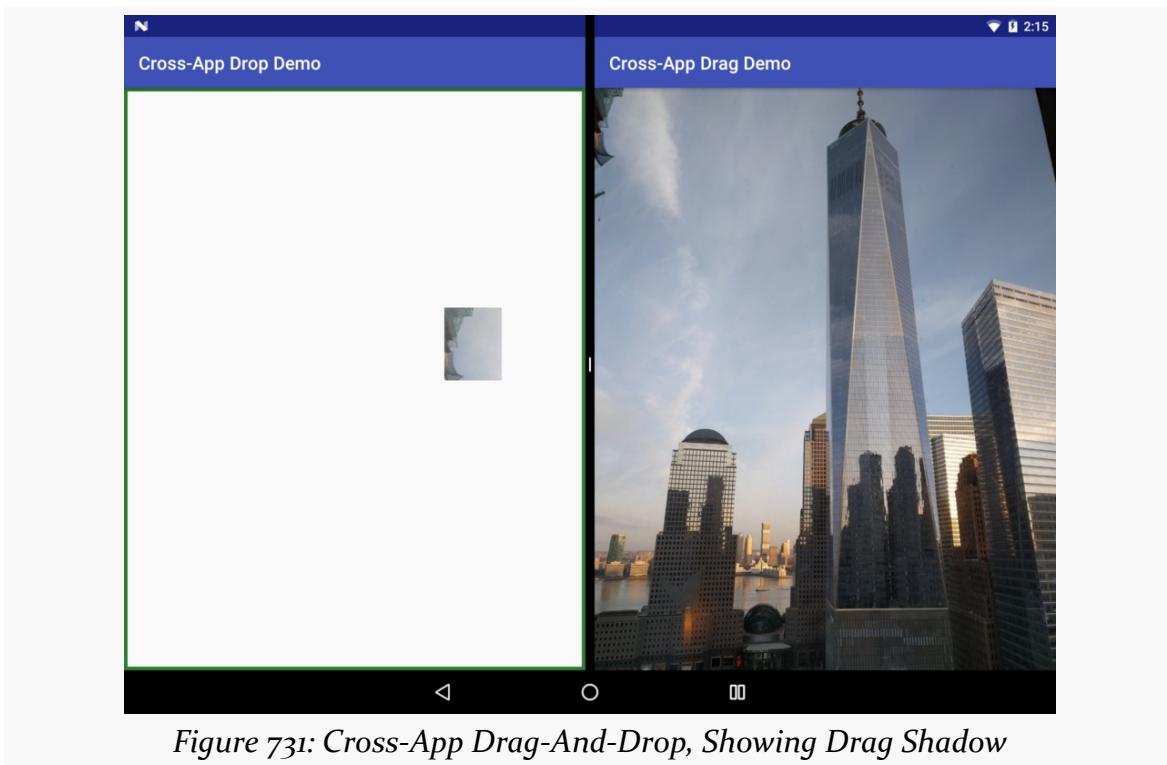 2:15
Cross-App Drop Demo
Cross-App Drag Demo
Figure 731: Cross-App Drag-And-Drop, Showing Drag Shadow